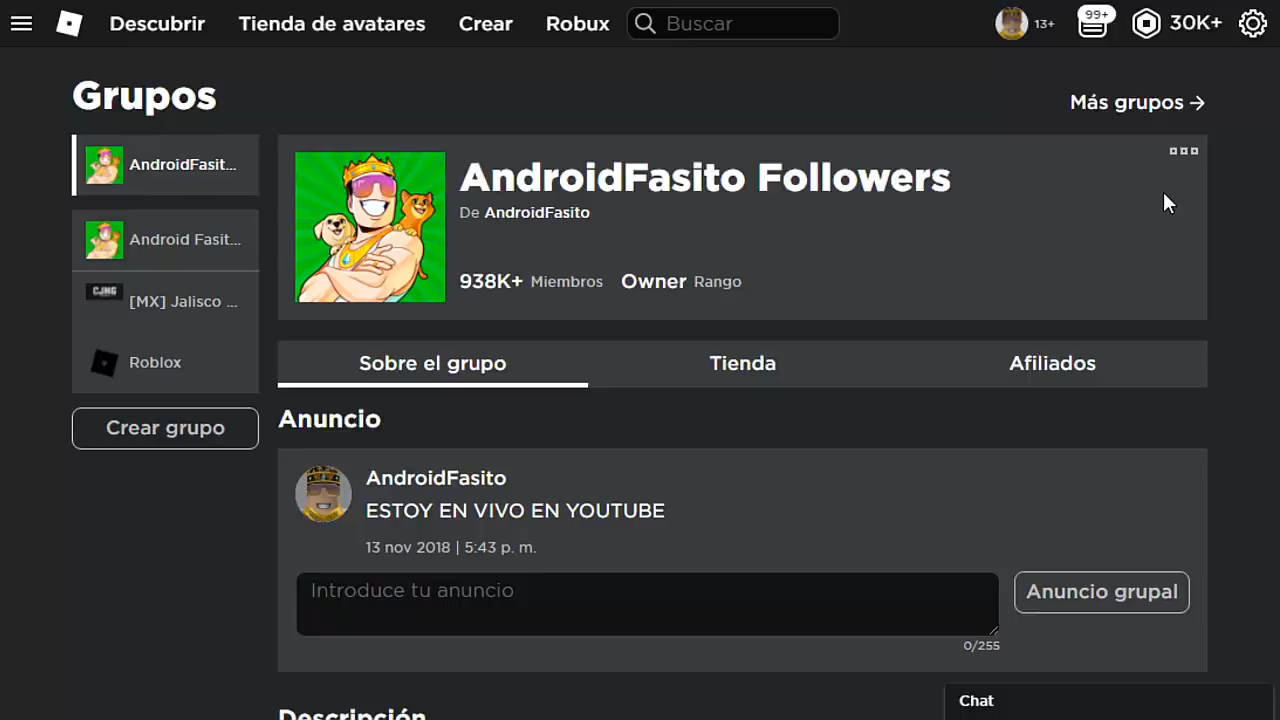 Descubrir Tienda de avatares Crear Robux Buscar 13+ 99+ 30K+
Grupos
Más grupos →
AndroidFasit...
Android Fasit...
CJNG
[MX] Jalisco ...
Roblox
Crear grupo
AndroidFasito Followers
De AndroidFasito
938K+ Miembros Owner Rango
Sobre el grupo Tienda Afiliados
Anuncio
AndroidFasito
ESTOY EN VIVO EN YOUTUBE
13 nov 2018 | 5:43 p. m.
Introduce tu anuncio
Anuncio grupal
0/255
Descripción
Chat